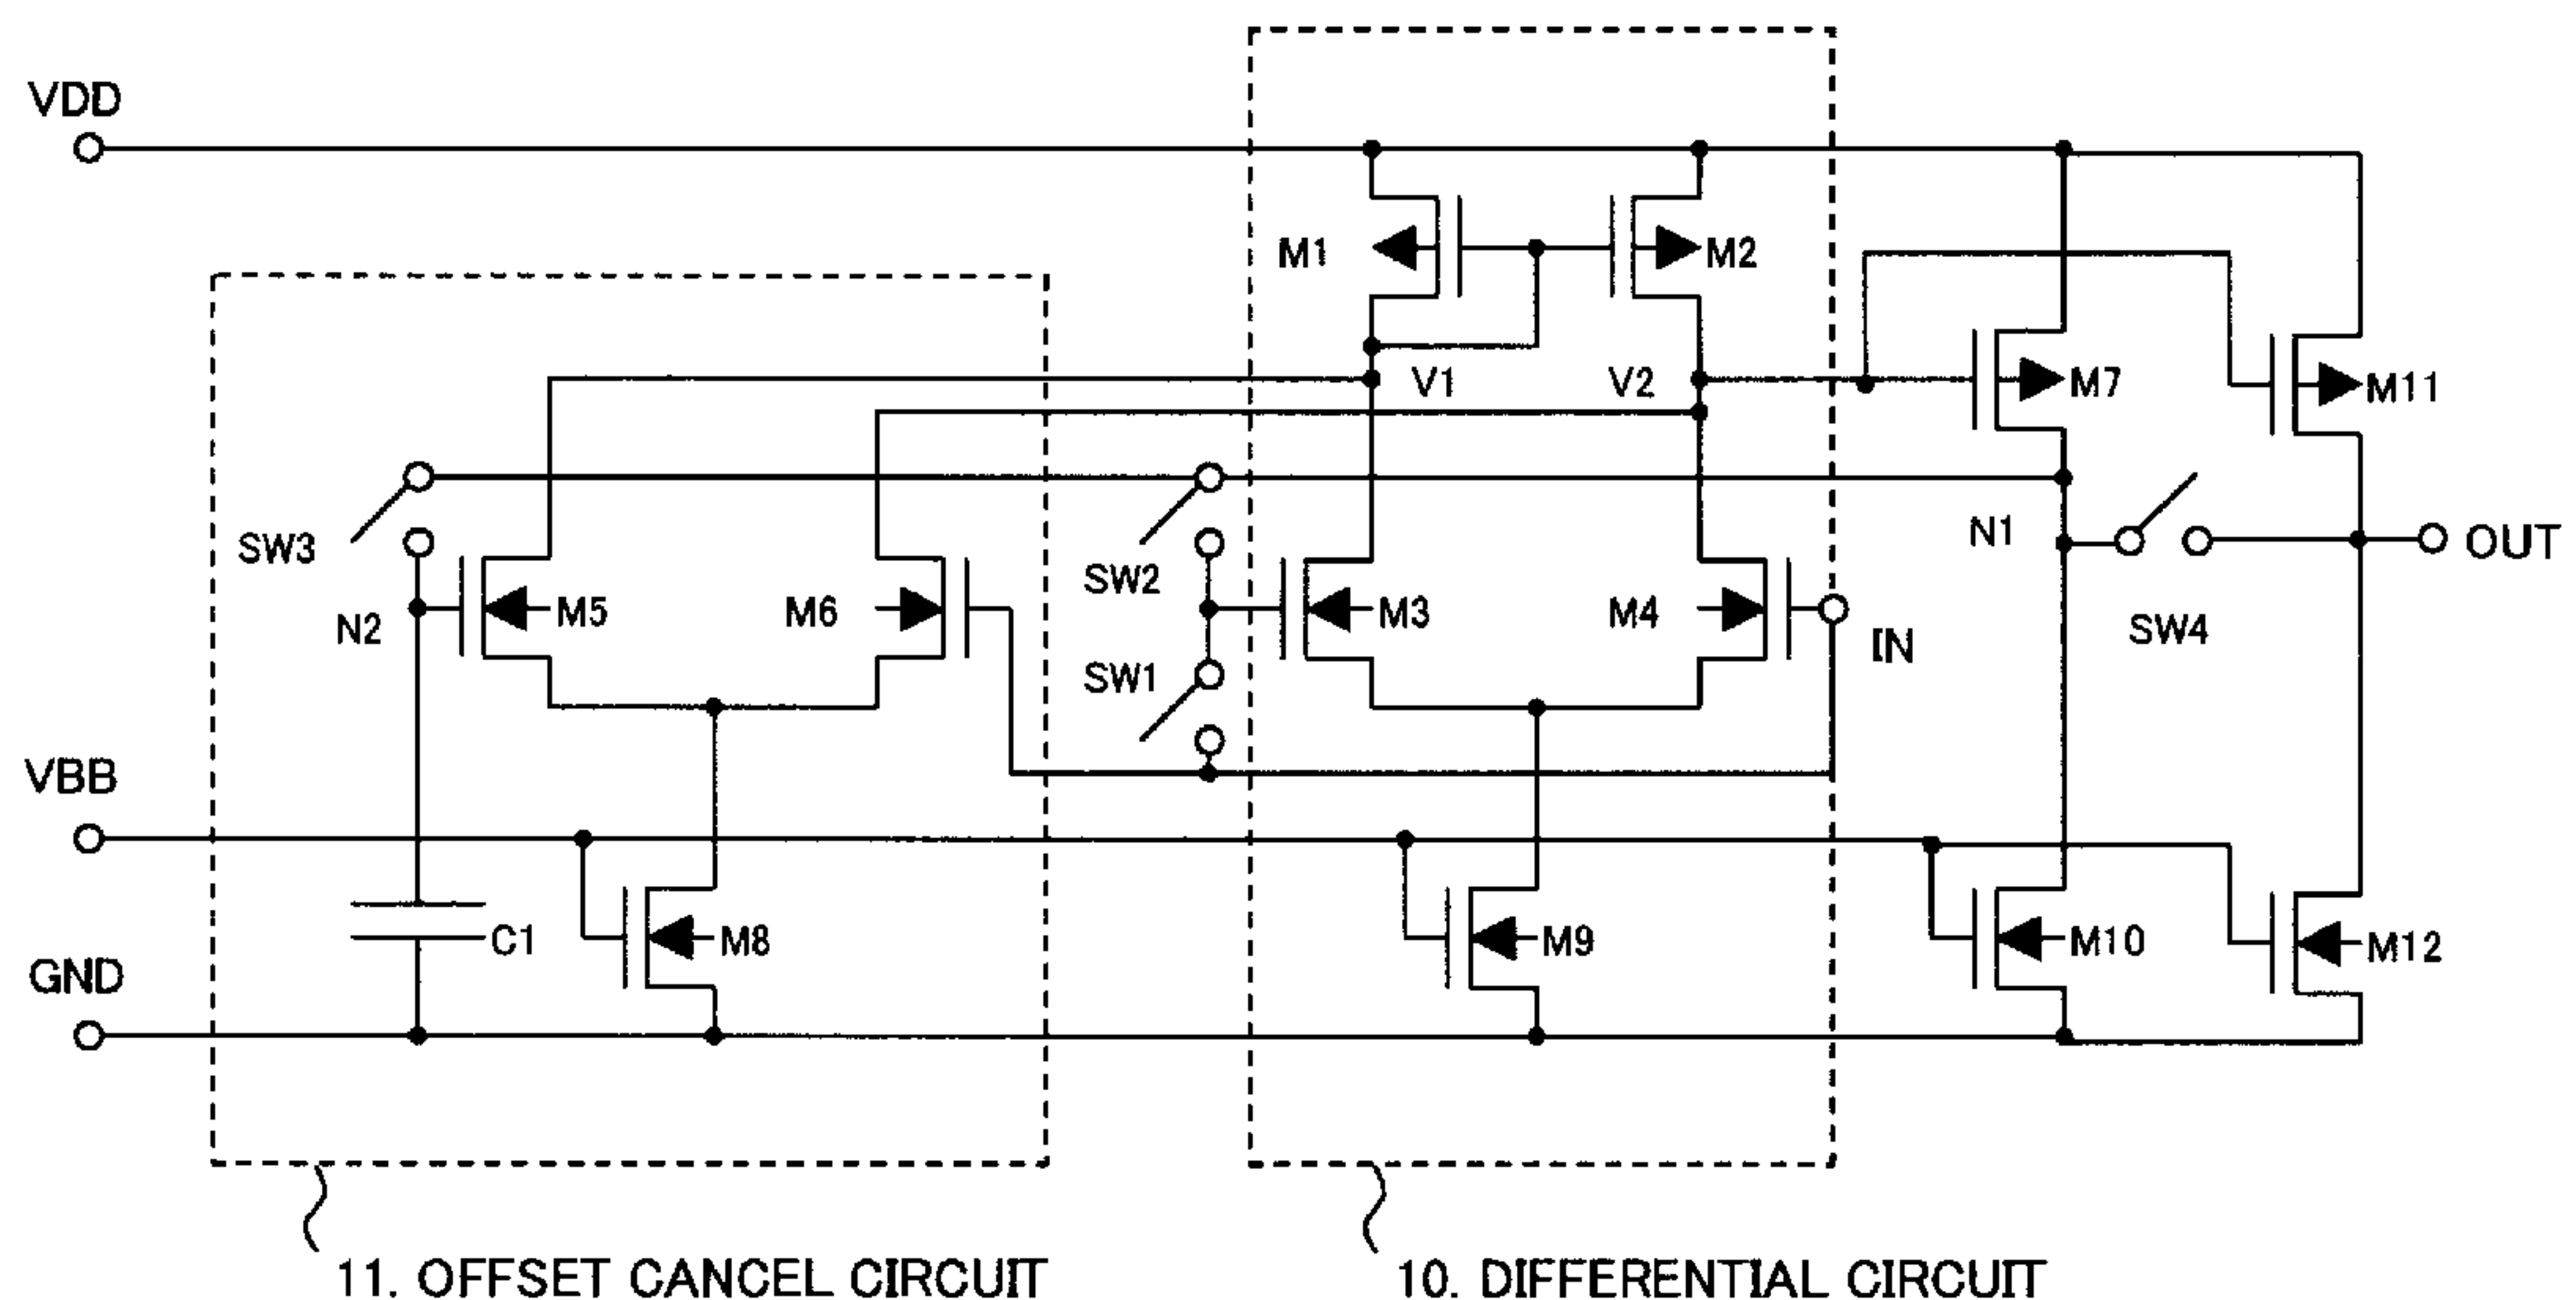 VDD
M1
M2
M7
M11
V1
V2
SW3
N2
M5
M6
SW2
SW1
M3
M4
IN
N1
SW4
OUT
VBB
C1
M8
M9
M10
M12
GND
11. OFFSET CANCEL CIRCUIT
10. DIFFERENTIAL CIRCUIT